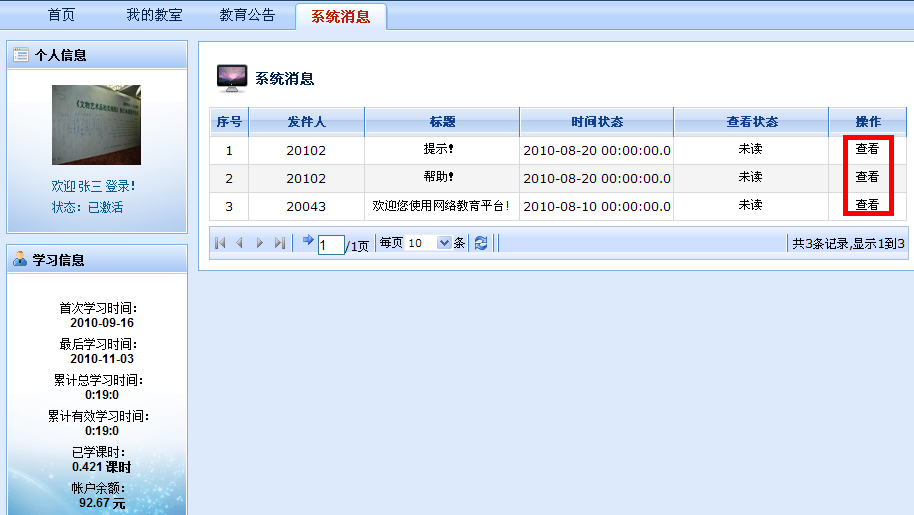 首页 我的教室 教育公告 系统消息
个人信息
欢迎 张三 登录！
状态：已激活
学习信息
首次学习时间：
2010-09-16
最后学习时间：
2010-11-03
累计总学习时间：
0:19:0
累计有效学习时间：
0:19:0
已学课时：
0.421 课时
帐户余额：
92.67 元
系统消息
序号 发件人 标题 时间状态 查看状态 操作
1 20102 提示！ 2010-08-20 00:00:00.0 未读 查看
2 20102 帮助！ 2010-08-20 00:00:00.0 未读 查看
3 20043 欢迎您使用网络教育平台！ 2010-08-10 00:00:00.0 未读 查看
1 /1页 每页 10 条 共3条记录,显示1到3